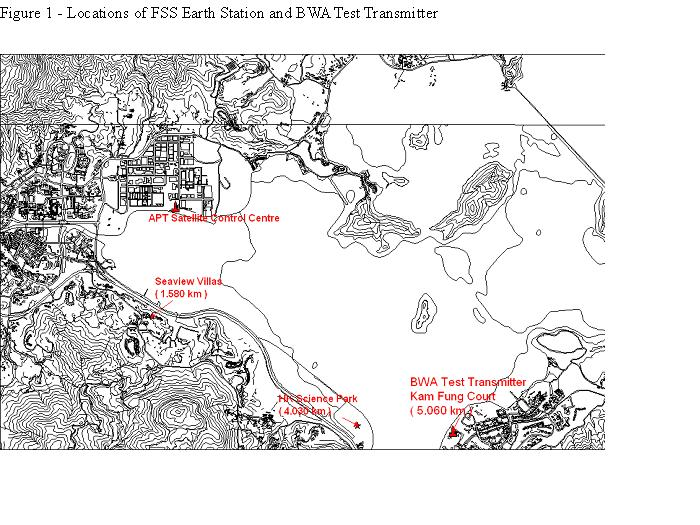 Figure 1 - Locations of FSS Earth Station and BWA Test Transmitter
APT Satellite Control Centre
Seaview Villas
( 1.580 km )
HK Science Park
( 4.030 km )
BWA Test Transmitter
Kam Fung Court
( 5.060 km )